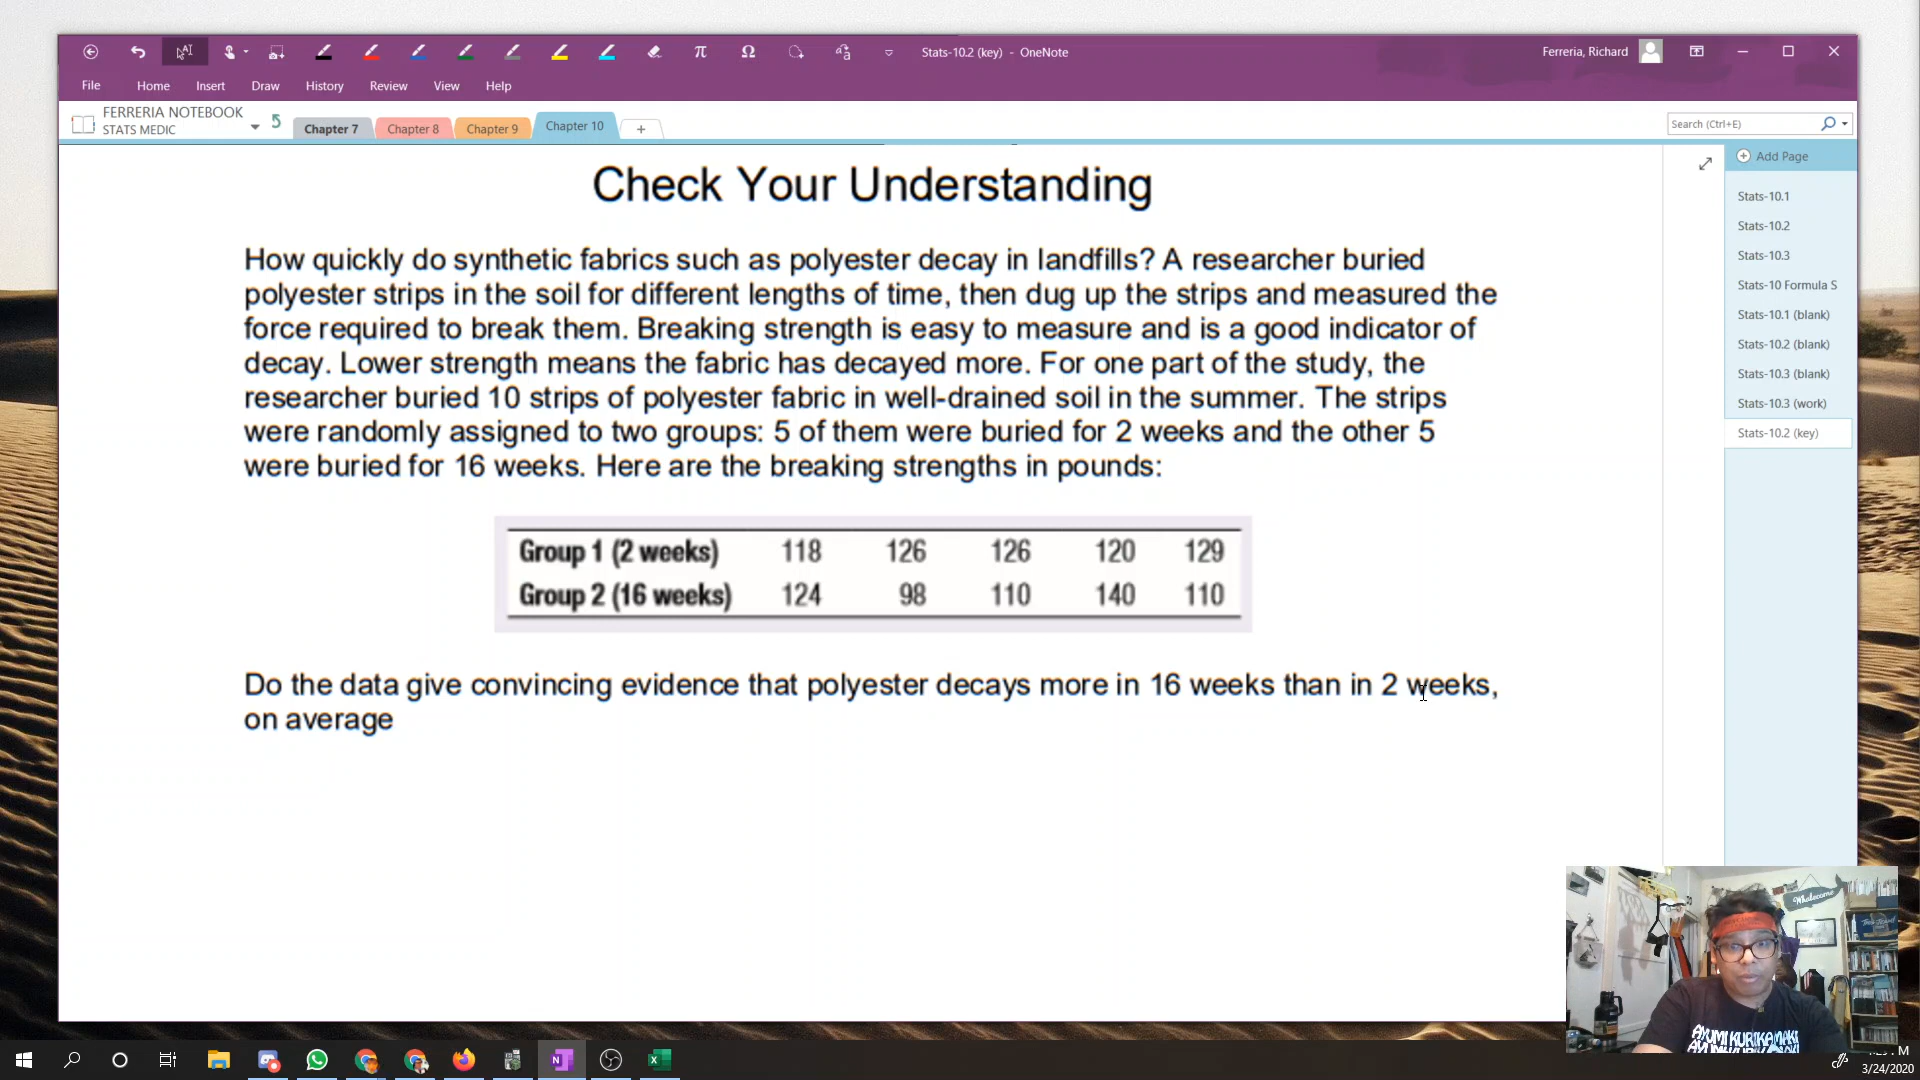 Stats-10.2 (key) - OneNote
Ferreria, Richard
File Home Insert Draw History Review View Help
FERRERIA NOTEBOOK
STATS MEDIC
Chapter 7 Chapter 8 Chapter 9 Chapter 10 +
Search (Ctrl+E)
Add Page
Stats-10.1
Stats-10.2
Stats-10.3
Stats-10 Formula S
Stats-10.1 (blank)
Stats-10.2 (blank)
Stats-10.3 (blank)
Stats-10.3 (work)
Stats-10.2 (key)
Check Your Understanding
How quickly do synthetic fabrics such as polyester decay in landfills? A researcher buried
polyester strips in the soil for different lengths of time, then dug up the strips and measured the
force required to break them. Breaking strength is easy to measure and is a good indicator of
decay. Lower strength means the fabric has decayed more. For one part of the study, the
researcher buried 10 strips of polyester fabric in well-drained soil in the summer. The strips
were randomly assigned to two groups: 5 of them were buried for 2 weeks and the other 5
were buried for 16 weeks. Here are the breaking strengths in pounds:
Group 1 (2 weeks) 118 126 126 120 129
Group 2 (16 weeks) 124 98 110 140 110
Do the data give convincing evidence that polyester decays more in 16 weeks than in 2 weeks,
on average
Whalecome
AYUMIKURIKAMAKI
3/24/2020